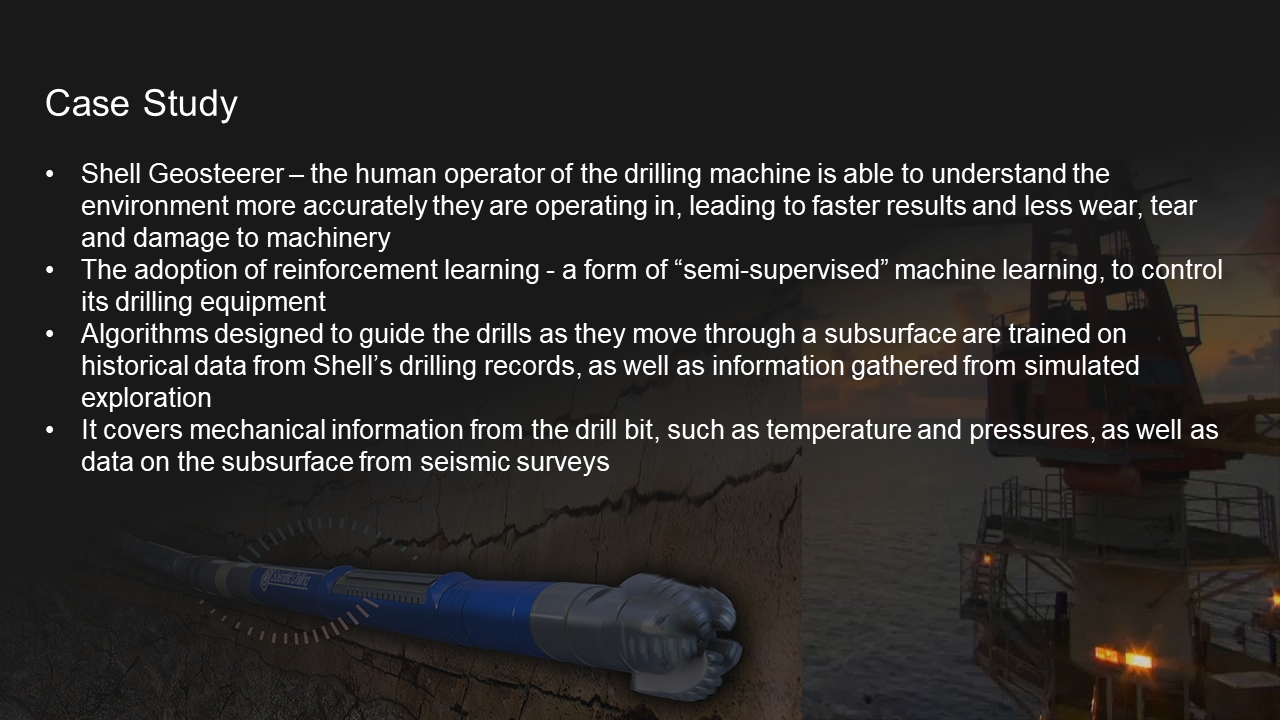 Case Study
• Shell Geosteerer – the human operator of the drilling machine is able to understand the
environment more accurately they are operating in, leading to faster results and less wear, tear
and damage to machinery
• The adoption of reinforcement learning - a form of “semi-supervised” machine learning, to control
its drilling equipment
• Algorithms designed to guide the drills as they move through a subsurface are trained on
historical data from Shell’s drilling records, as well as information gathered from simulated
exploration
• It covers mechanical information from the drill bit, such as temperature and pressures, as well as
data on the subsurface from seismic surveys
Scientific Drilling